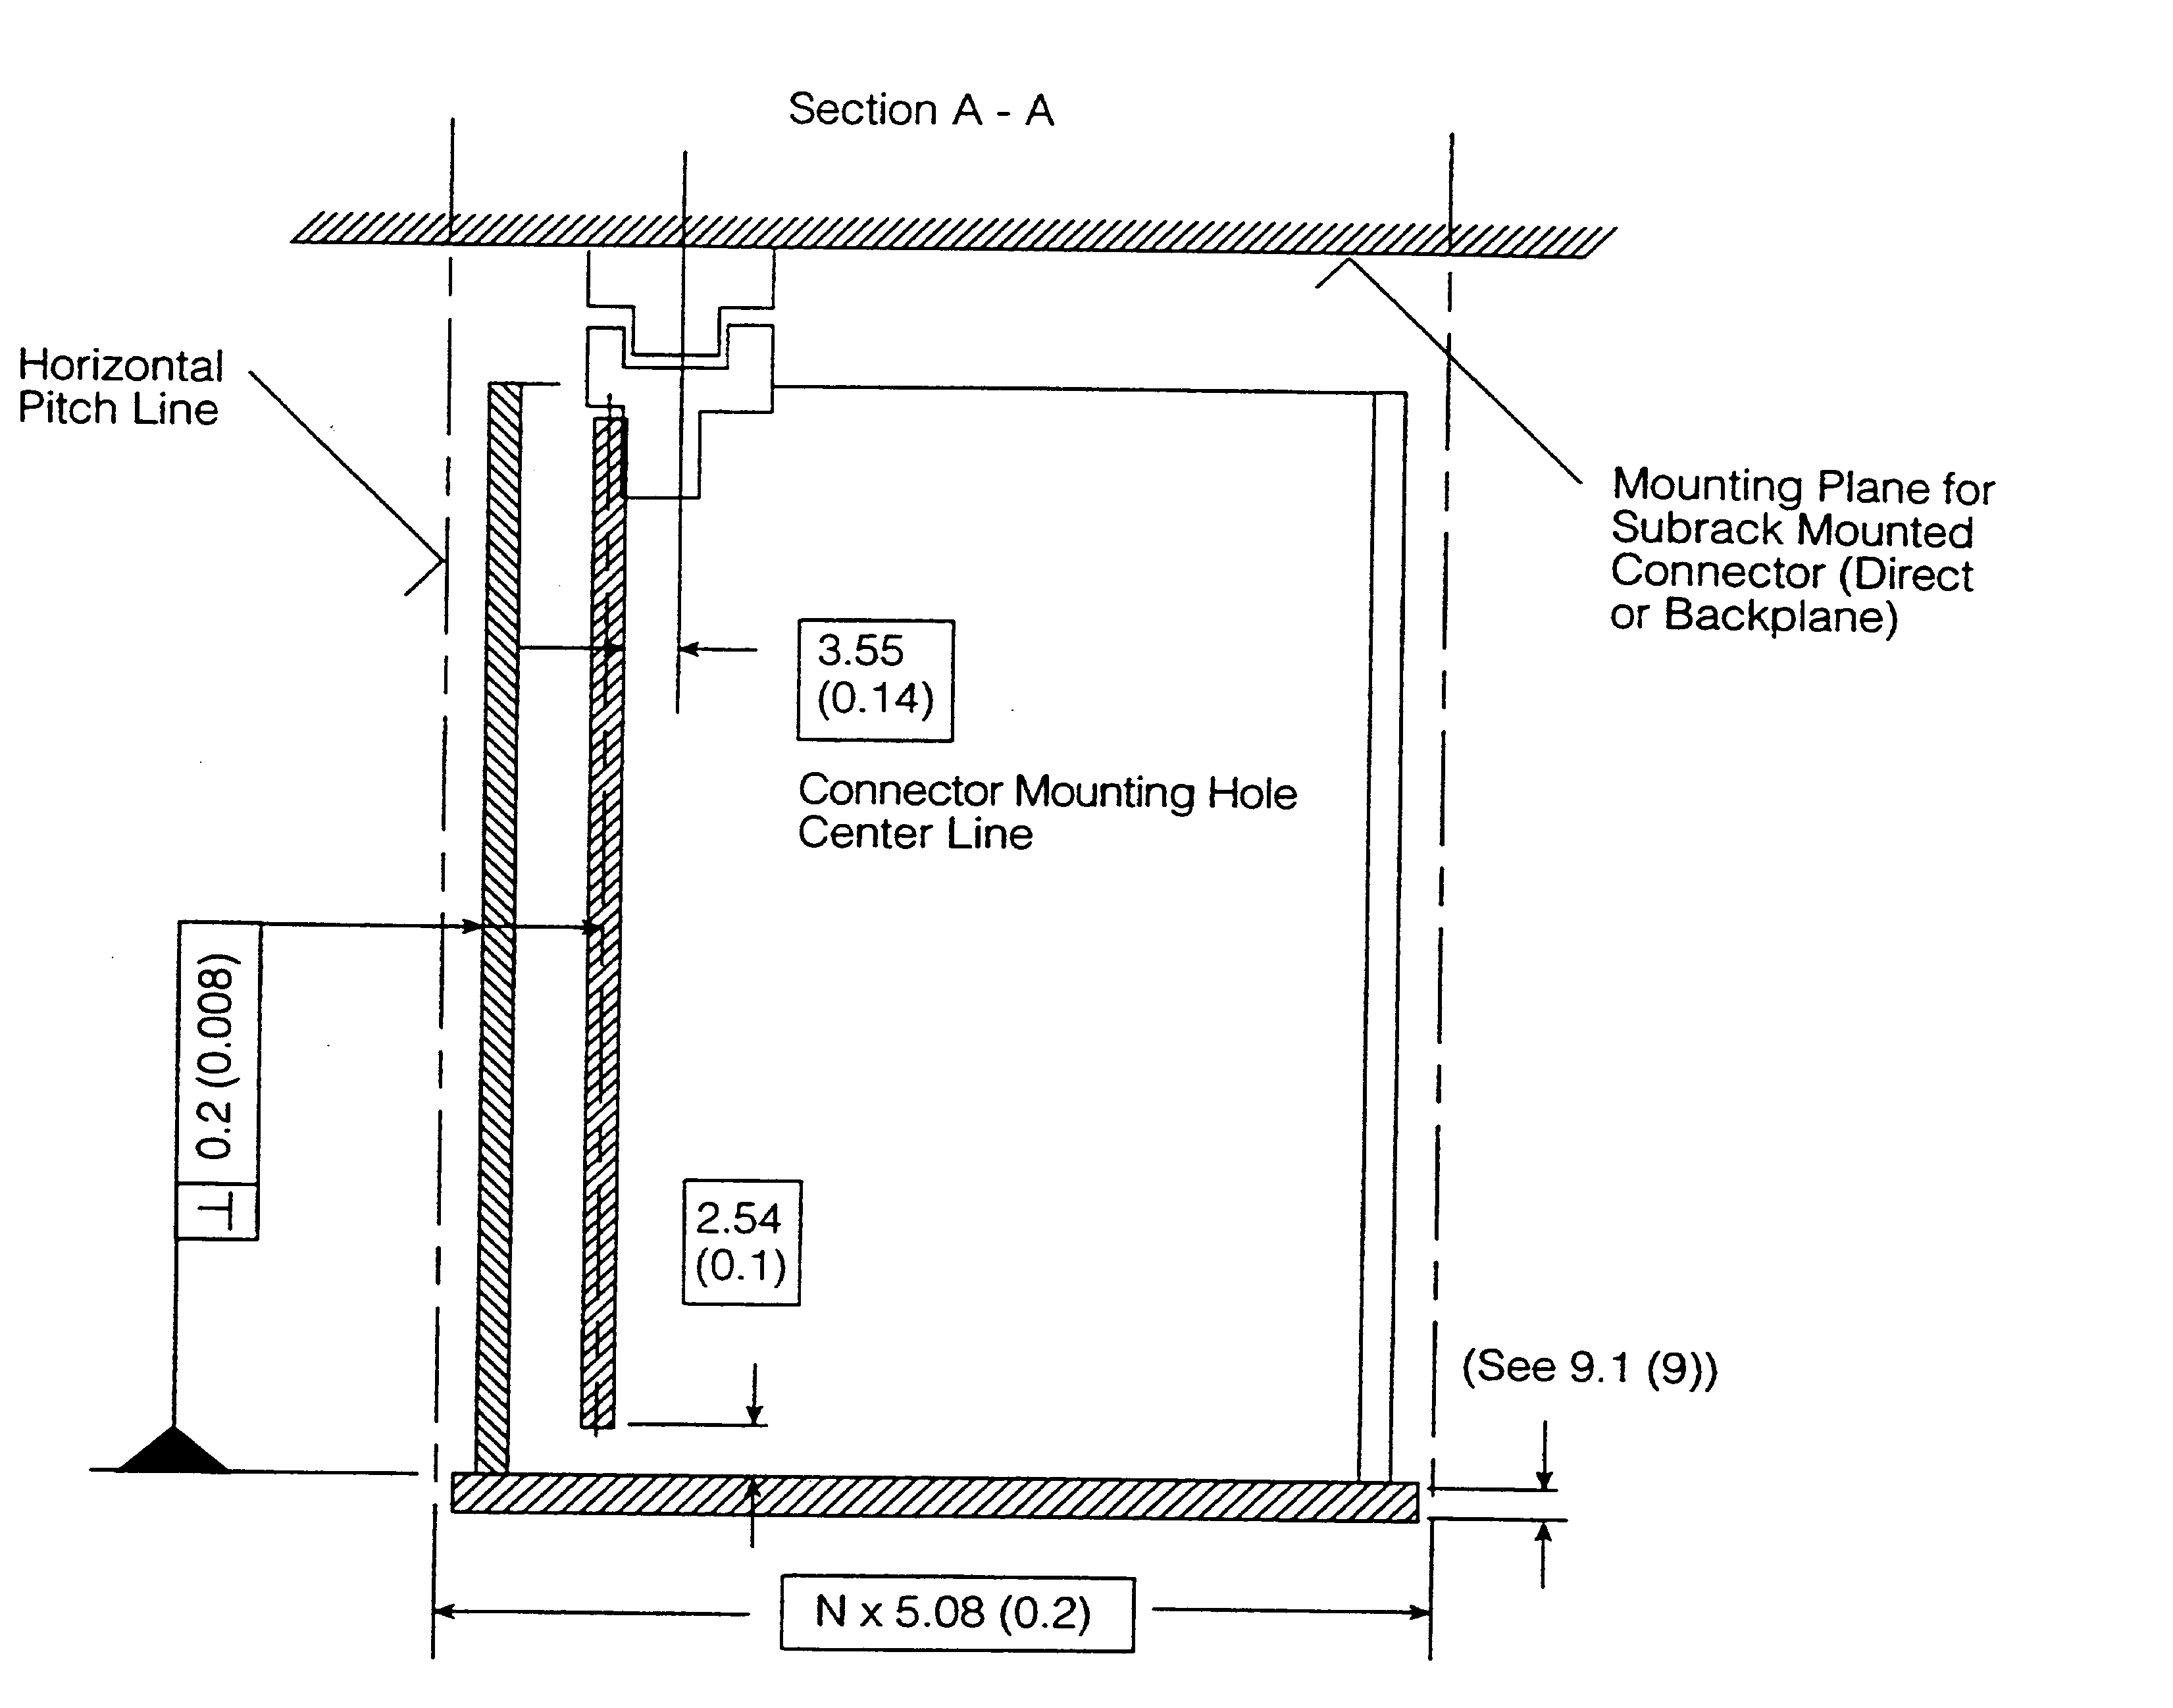 Section A - A
Horizontal
Pitch Line
Mounting Plane for
Subrack Mounted
Connector (Direct
or Backplane)
3.55
(0.14)
Connector Mounting Hole
Center Line
⊥ 0.2 (0.008)
2.54
(0.1)
(See 9.1 (9))
N x 5.08 (0.2)